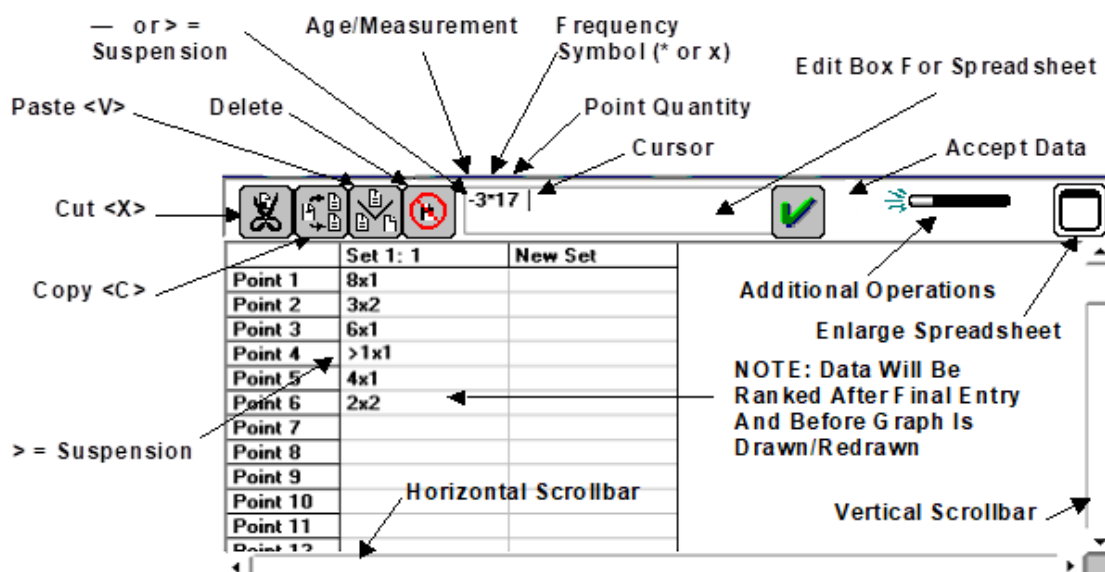 — or > =
Suspension
Age/Measurement
Frequency
Symbol (* or x)
Edit Box For Spreadsheet
Paste <V>
Delete
Point Quantity
Cursor
Accept Data
Cut <X>
-3*17
Set 1: 1
New Set
Copy <C>
Point 1 8x1
Point 2 3x2
Point 3 6x1
Point 4 >1x1
Point 5 4x1
Point 6 2x2
Point 7
Point 8
Point 9
Point 10
Point 11
Point 12
Additional Operations
Enlarge Spreadsheet
NOTE: Data Will Be
Ranked After Final Entry
And Before Graph Is
Drawn/Redrawn
> = Suspension
Horizontal Scrollbar
Vertical Scrollbar